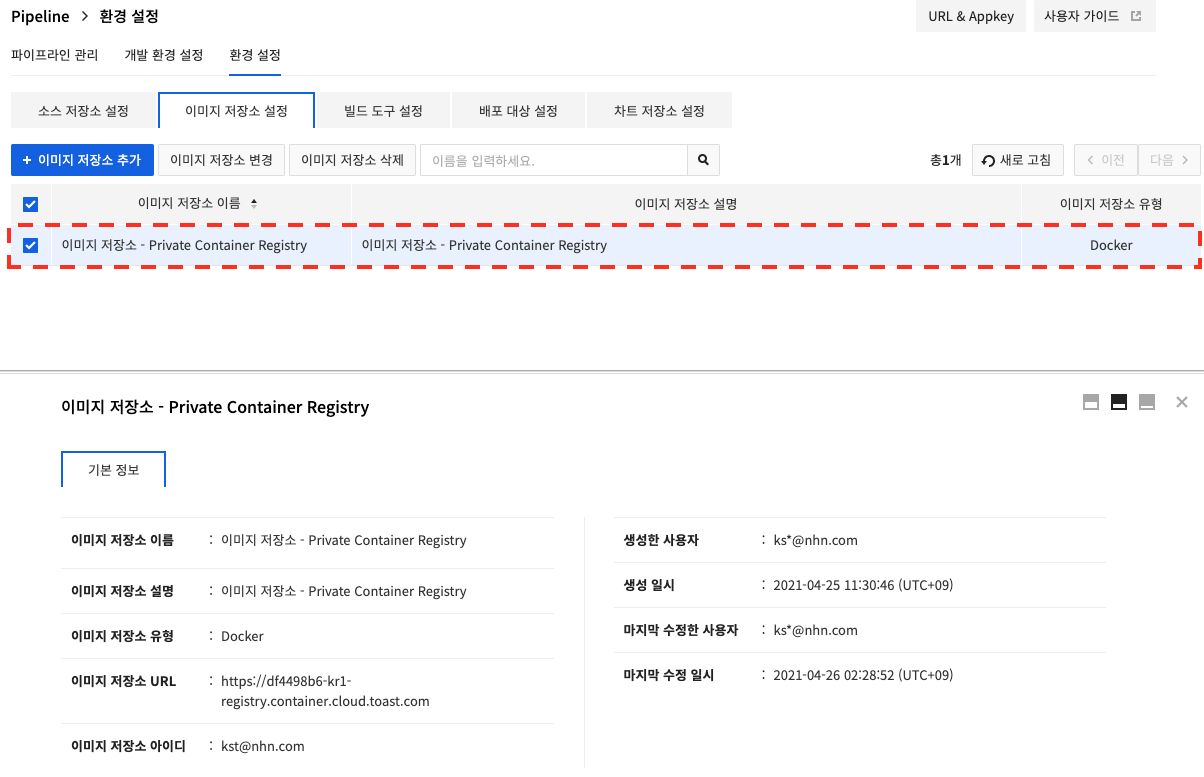 Pipeline > 환경 설정
URL & Appkey
사용자 가이드
파이프라인 관리 개발 환경 설정 환경 설정
소스 저장소 설정 이미지 저장소 설정 빌드 도구 설정 배포 대상 설정 차트 저장소 설정
+ 이미지 저장소 추가 이미지 저장소 변경 이미지 저장소 삭제 이름을 입력하세요. 총1개 새로 고침 < 이전 다음 >
이미지 저장소 이름 이미지 저장소 설명 이미지 저장소 유형
이미지 저장소 - Private Container Registry 이미지 저장소 - Private Container Registry Docker
이미지 저장소 - Private Container Registry
기본 정보
이미지 저장소 이름 : 이미지 저장소 - Private Container Registry
이미지 저장소 설명 : 이미지 저장소 - Private Container Registry
이미지 저장소 유형 : Docker
이미지 저장소 URL : https://df4498b6-kr1-
registry.container.cloud.toast.com
이미지 저장소 아이디 : kst@nhn.com
생성한 사용자 : ks*@nhn.com
생성 일시 : 2021-04-25 11:30:46 (UTC+09)
마지막 수정한 사용자 : ks*@nhn.com
마지막 수정 일시 : 2021-04-26 02:28:52 (UTC+09)